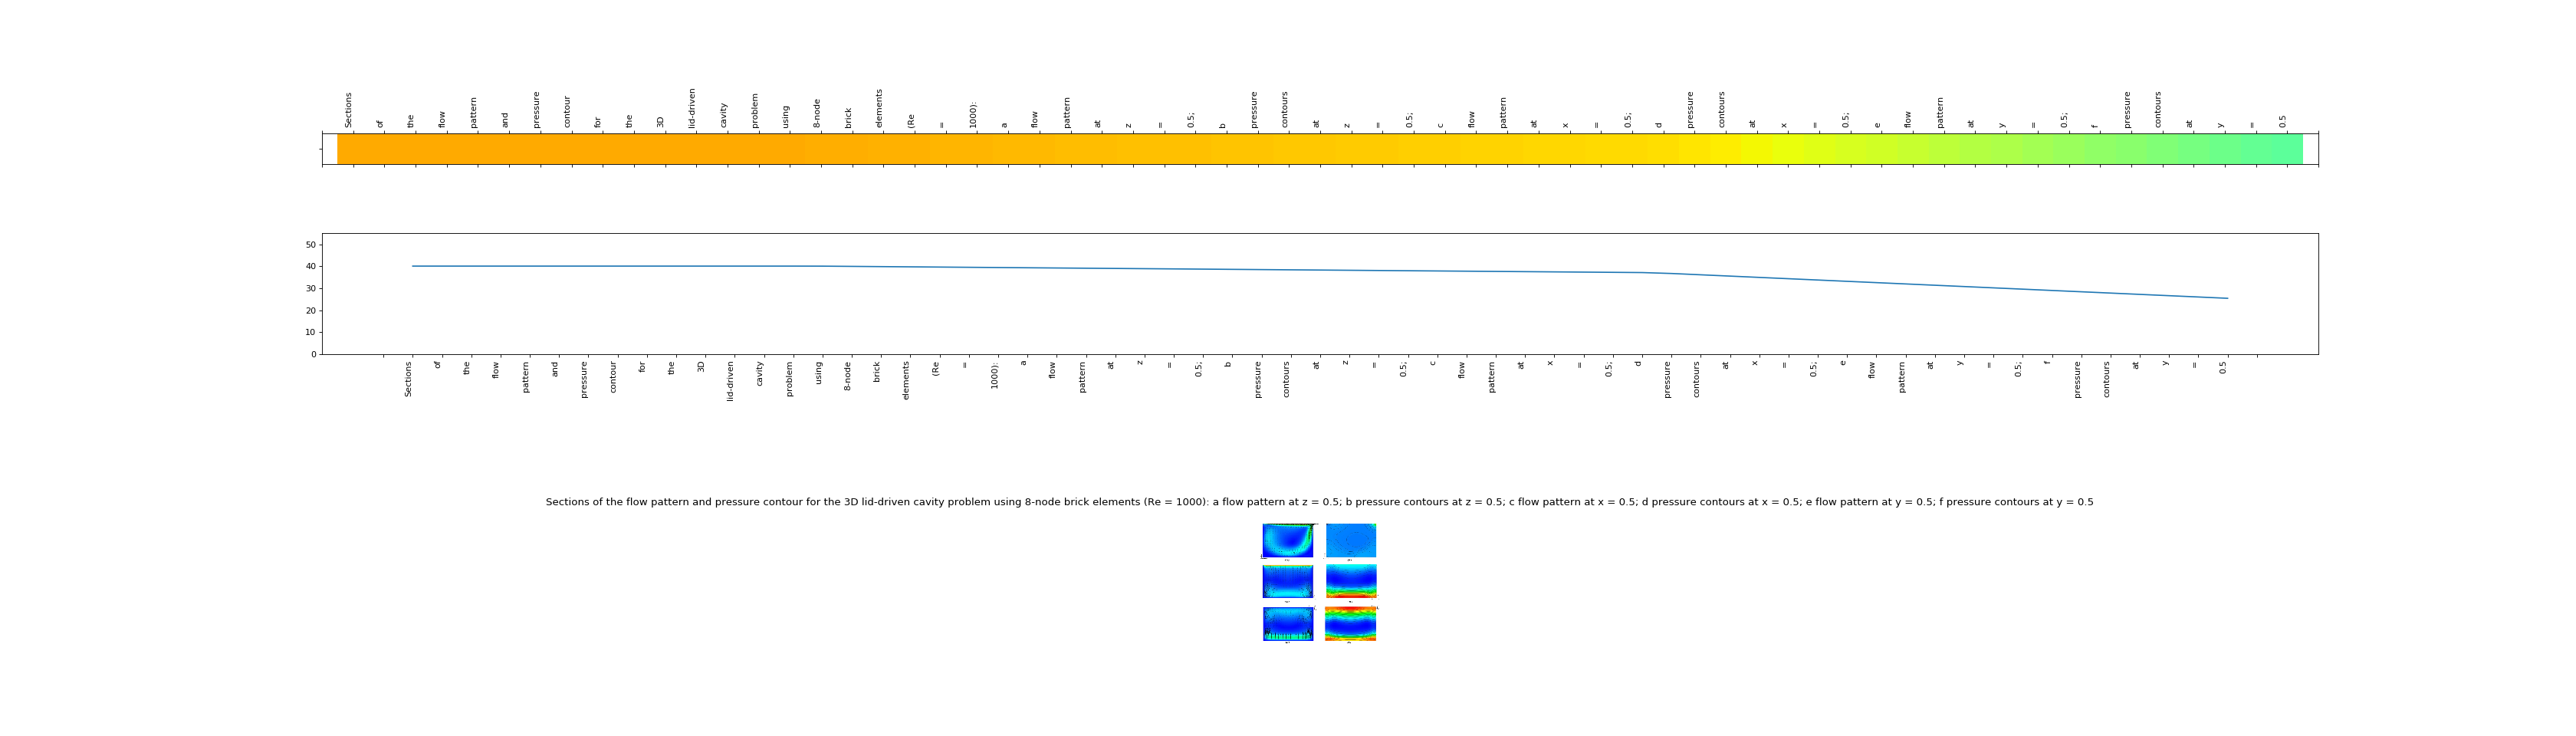 Sections of the flow pattern and pressure contour for the 3D lid-driven cavity problem using 8-node brick elements (Re = 1000): a flow pattern at z = 0.5; b pressure contours at z = 0.5; c flow pattern at x = 0.5; d pressure contours at x = 0.5; e flow pattern at y = 0.5; f pressure contours at y = 0.5
50
40
30
20
10
0
Sections of the flow pattern and pressure contour for the 3D lid-driven cavity problem using 8-node brick elements (Re = 1000): a flow pattern at z = 0.5; b pressure contours at z = 0.5; c flow pattern at x = 0.5; d pressure contours at x = 0.5; e flow pattern at y = 0.5; f pressure contours at y = 0.5
Sections of the flow pattern and pressure contour for the 3D lid-driven cavity problem using 8-node brick elements (Re = 1000): a flow pattern at z = 0.5; b pressure contours at z = 0.5; c flow pattern at x = 0.5; d pressure contours at x = 0.5; e flow pattern at y = 0.5; f pressure contours at y = 0.5